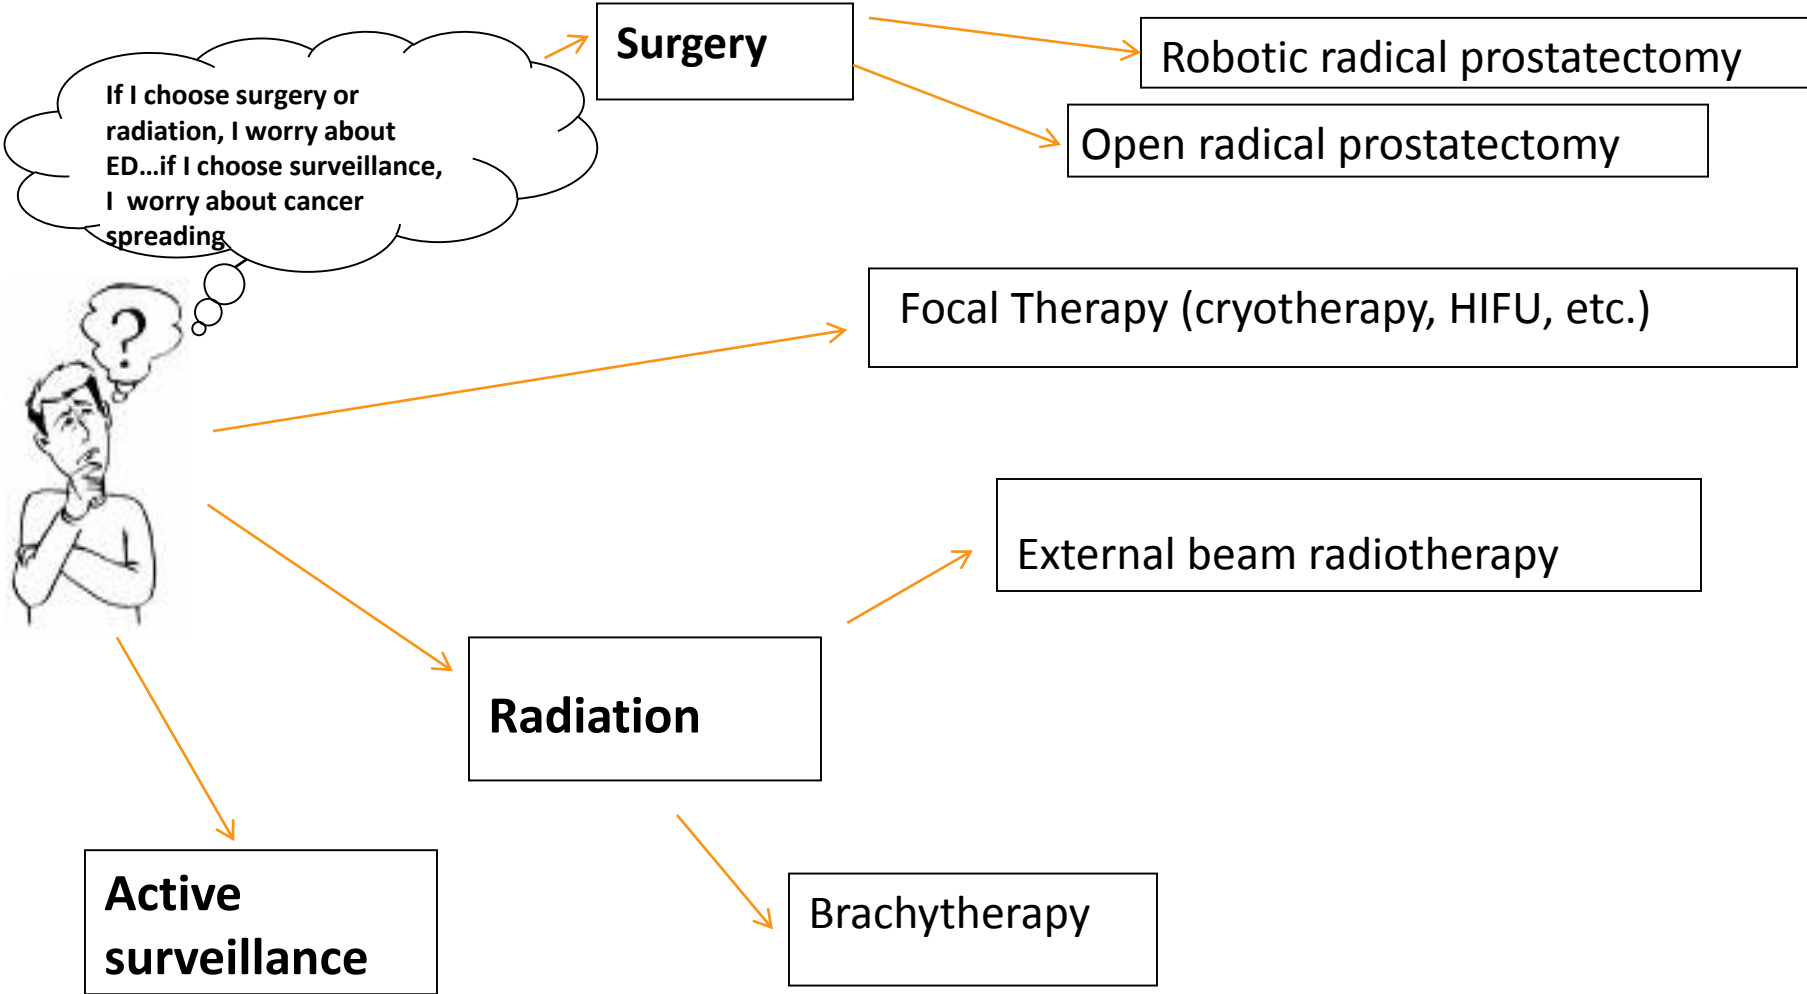 If I choose surgery or
radiation, I worry about
ED...if I choose surveillance,
I worry about cancer
spreading
?
Surgery
Robotic radical prostatectomy
Open radical prostatectomy
Focal Therapy (cryotherapy, HIFU, etc.)
External beam radiotherapy
Radiation
Brachytherapy
Active
surveillance